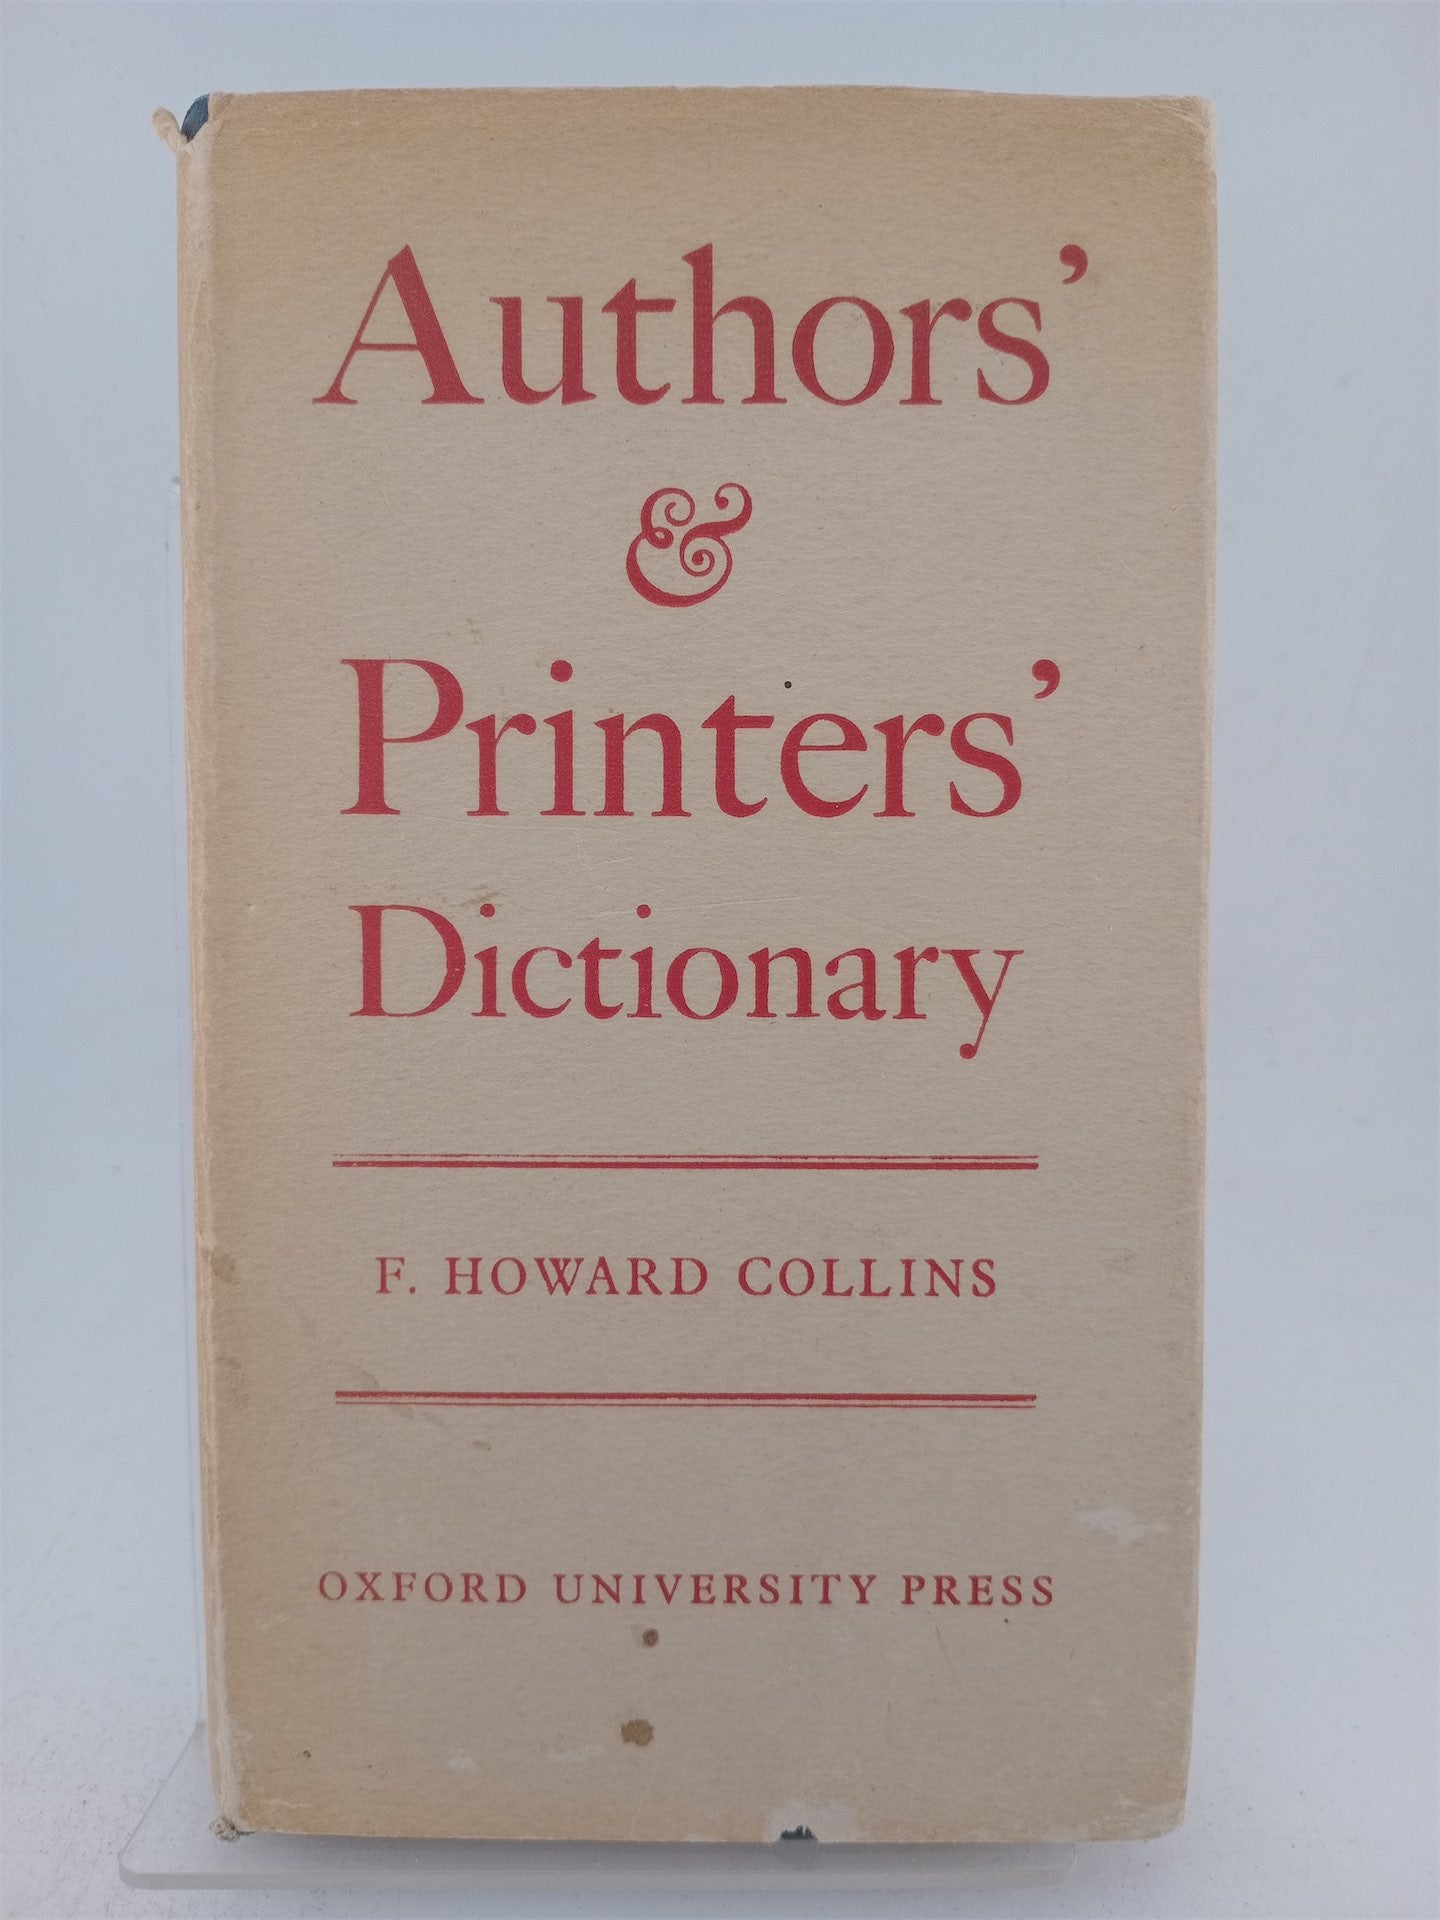 Authors’
&
Printers’
Dictionary
F. HOWARD COLLINS
OXFORD UNIVERSITY PRESS